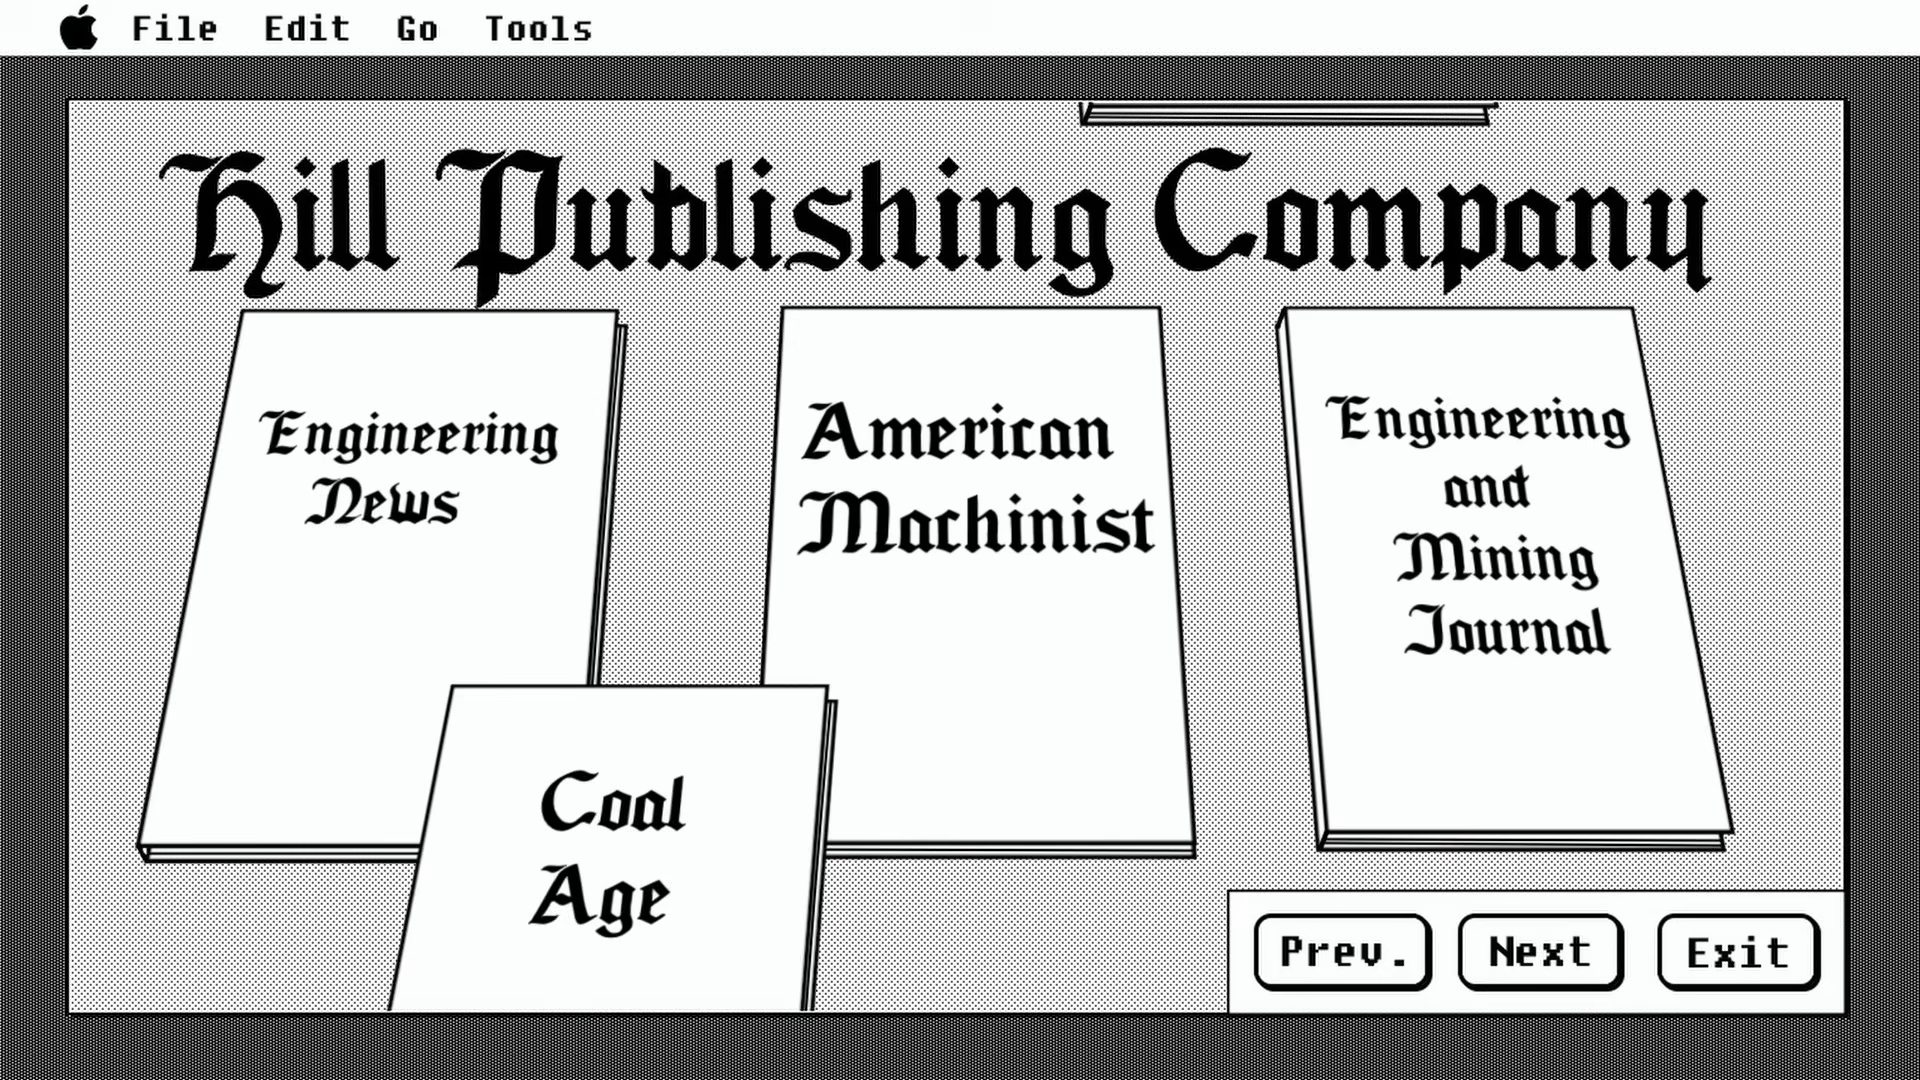 File Edit Go Tools
Hill Publishing Company
Engineering
News
American
Machinist
Engineering
and
Mining
Journal
Coal
Age
Prev. Next Exit